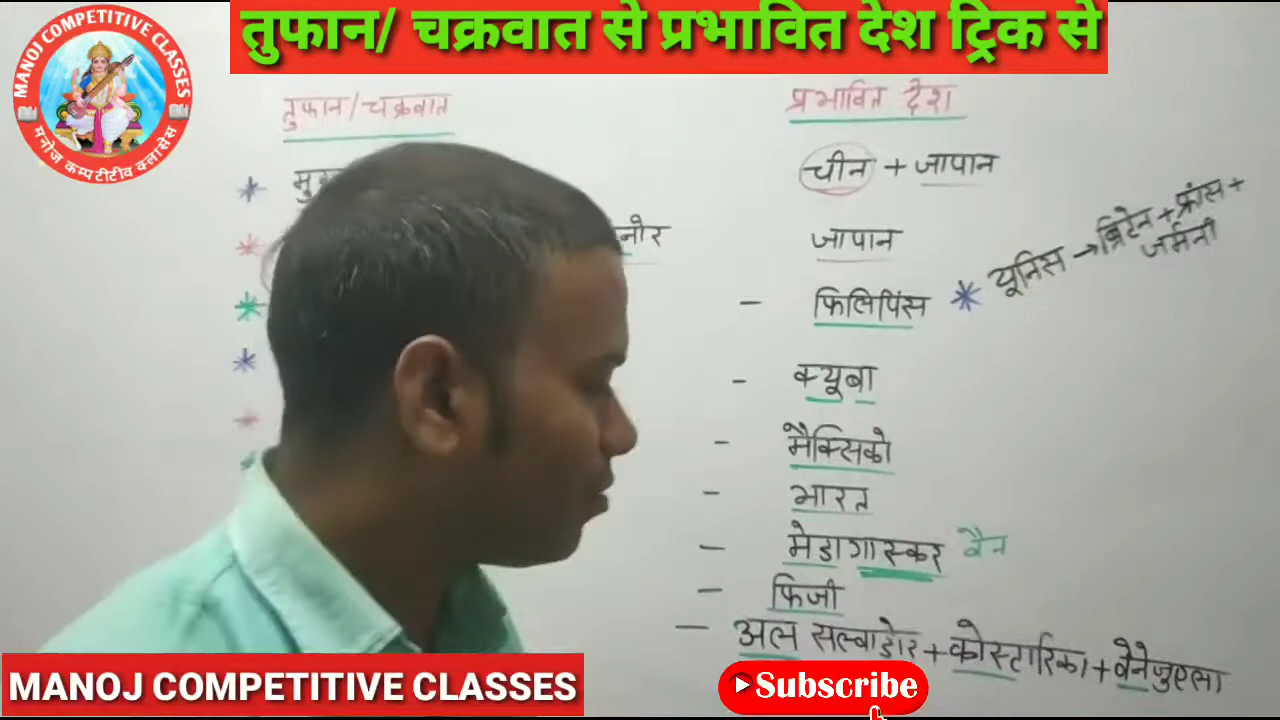 तुफान/ चक्रवात से प्रभावित देश ट्रिक से
MANOJ COMPETITIVE CLASSES
मनोज कम्पटीटीव क्लासेस
तुफान/चक्रवात
प्रभावित देश
चीन + जापान
जापान
फिलिपिंस
* यूनिस → ब्रिटेन + फ्रांस +
जर्मनी
- क्यूबा
- मैक्सिको
- भारत
- मेडागास्कर वैन
- फिजी
- अल सल्वाडोर + कोस्टारिका + वेनेजुएला
MANOJ COMPETITIVE CLASSES
Subscribe